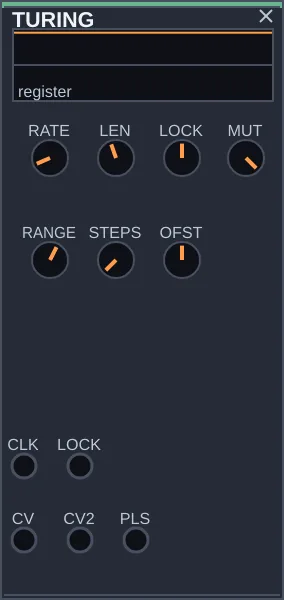 TURING
register
RATE LEN LOCK MUT
RANGE STEPS OFST
CLK LOCK
CV CV2 PLS